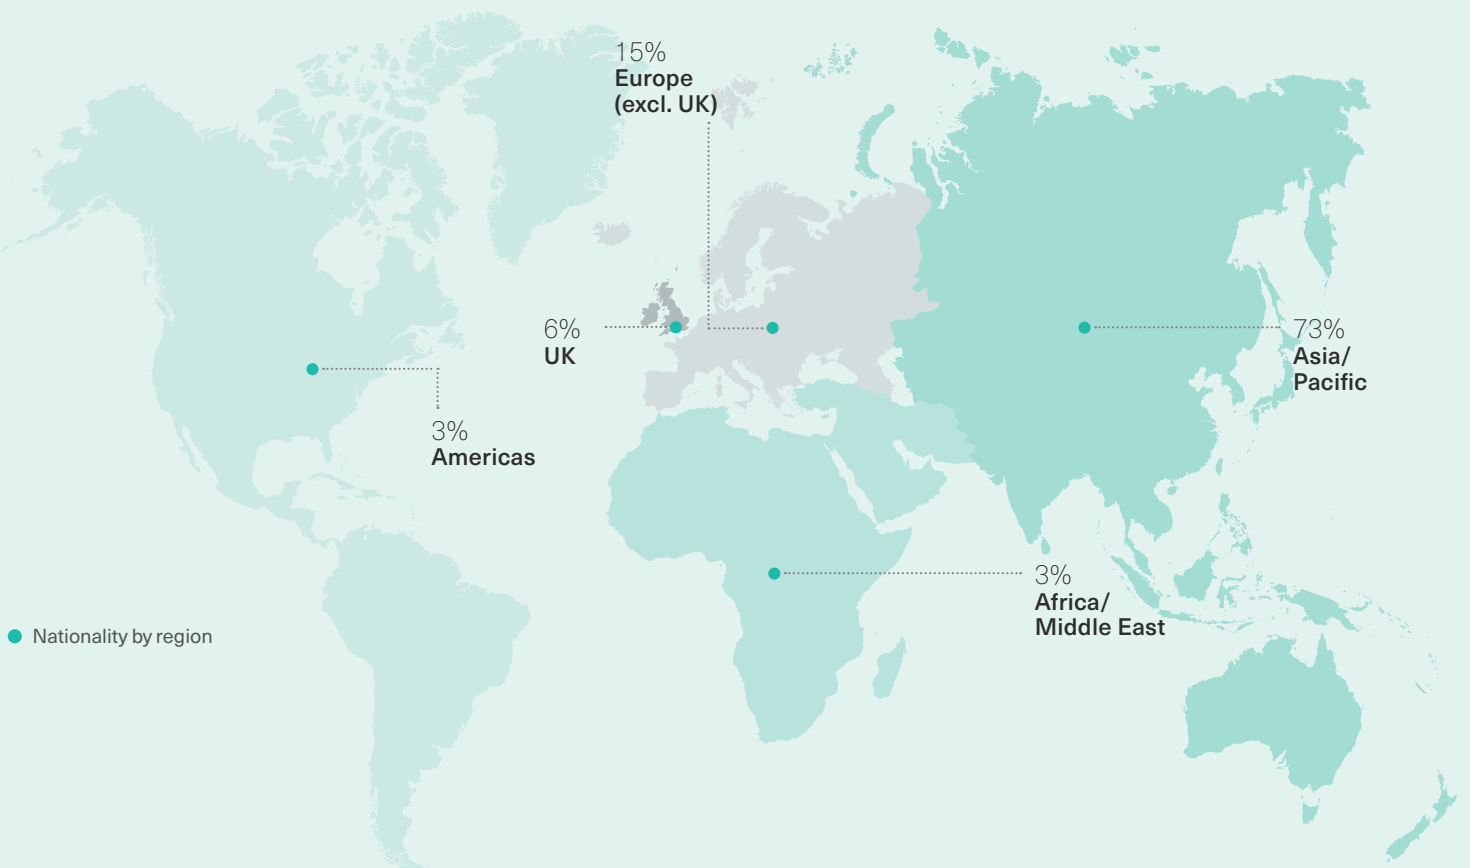 15%
Europe
(excl. UK)
6%
UK
73%
Asia/
Pacific
3%
Americas
3%
Africa/
Middle East
Nationality by region